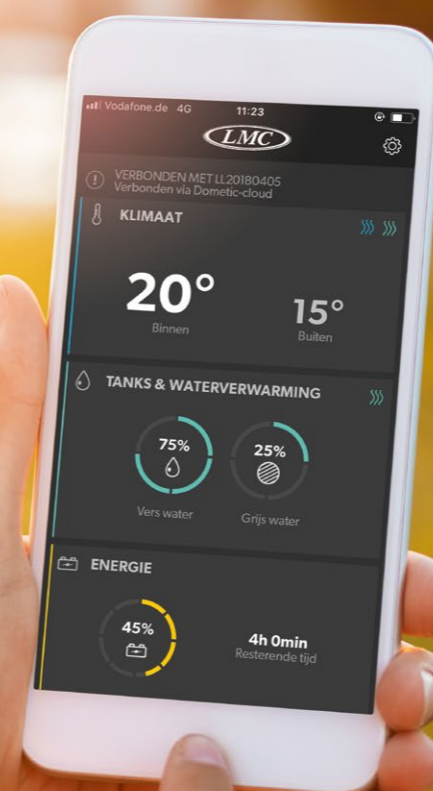 Vodafone.de 4G 11:23
LMC
VERBONDEN MET LL20180405
Verbonden via Dometic-cloud
KLIMAAT
20° 15°
Binnen Buiten
TANKS & WATERVERWARMING
75% 25%
Vers water Grijs water
ENERGIE
45% 4h 0min
Resterende tijd